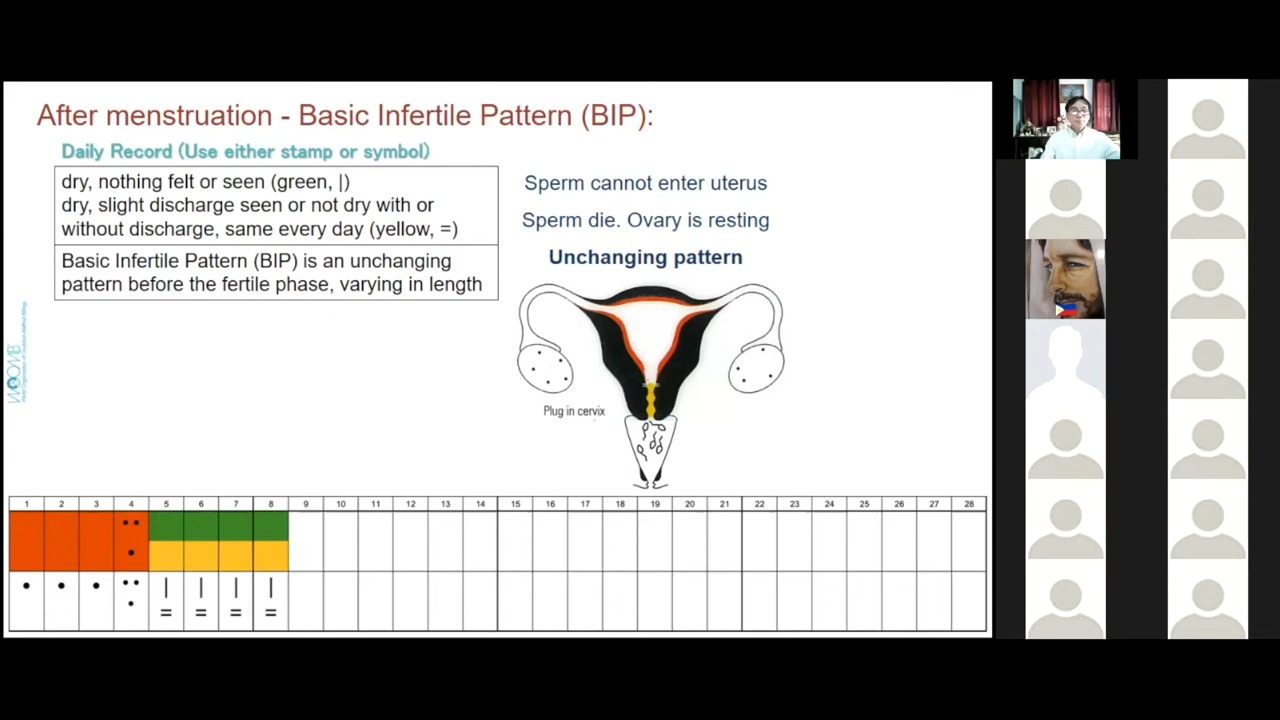 After menstruation - Basic Infertile Pattern (BIP):
Daily Record (Use either stamp or symbol)
dry, nothing felt or seen (green, |)
dry, slight discharge seen or not dry with or
without discharge, same every day (yellow, =)
Basic Infertile Pattern (BIP) is an unchanging
pattern before the fertile phase, varying in length
Sperm cannot enter uterus
Sperm die. Ovary is resting
Unchanging pattern
Plug in cervix
WOOMB
1 2 3 4 5 6 7 8 9 10 11 12 13 14 15 16 17 18 19 20 21 22 23 24 25 26 27 28
| | | |
= = = =